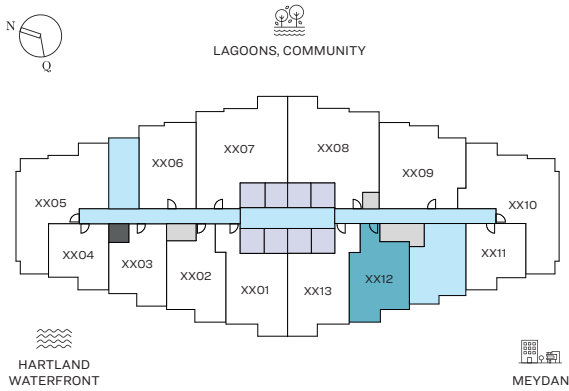 N
Q
LAGOONS, COMMUNITY
XX07
XX08
XX06
XX09
XX05
XX10
XX04
XX03
XX02
XX01
XX13
XX12
XX11
HARTLAND
WATERFRONT
MEYDAN